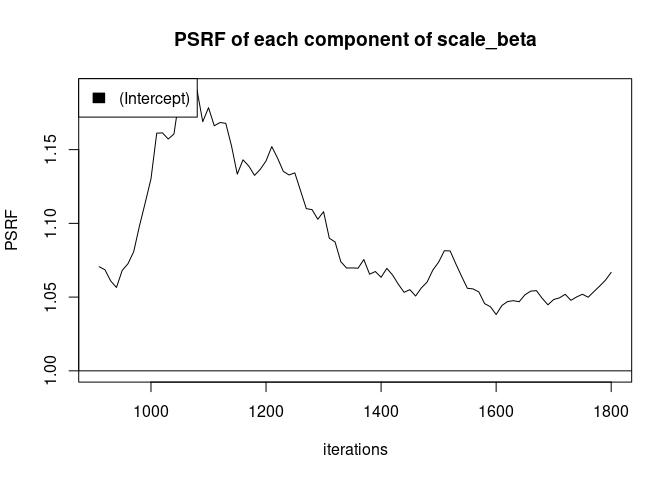 PSRF of each component of scale_beta
(Intercept)
PSRF
1.15
1.10
1.05
1.00
1000 1200 1400 1600 1800
iterations